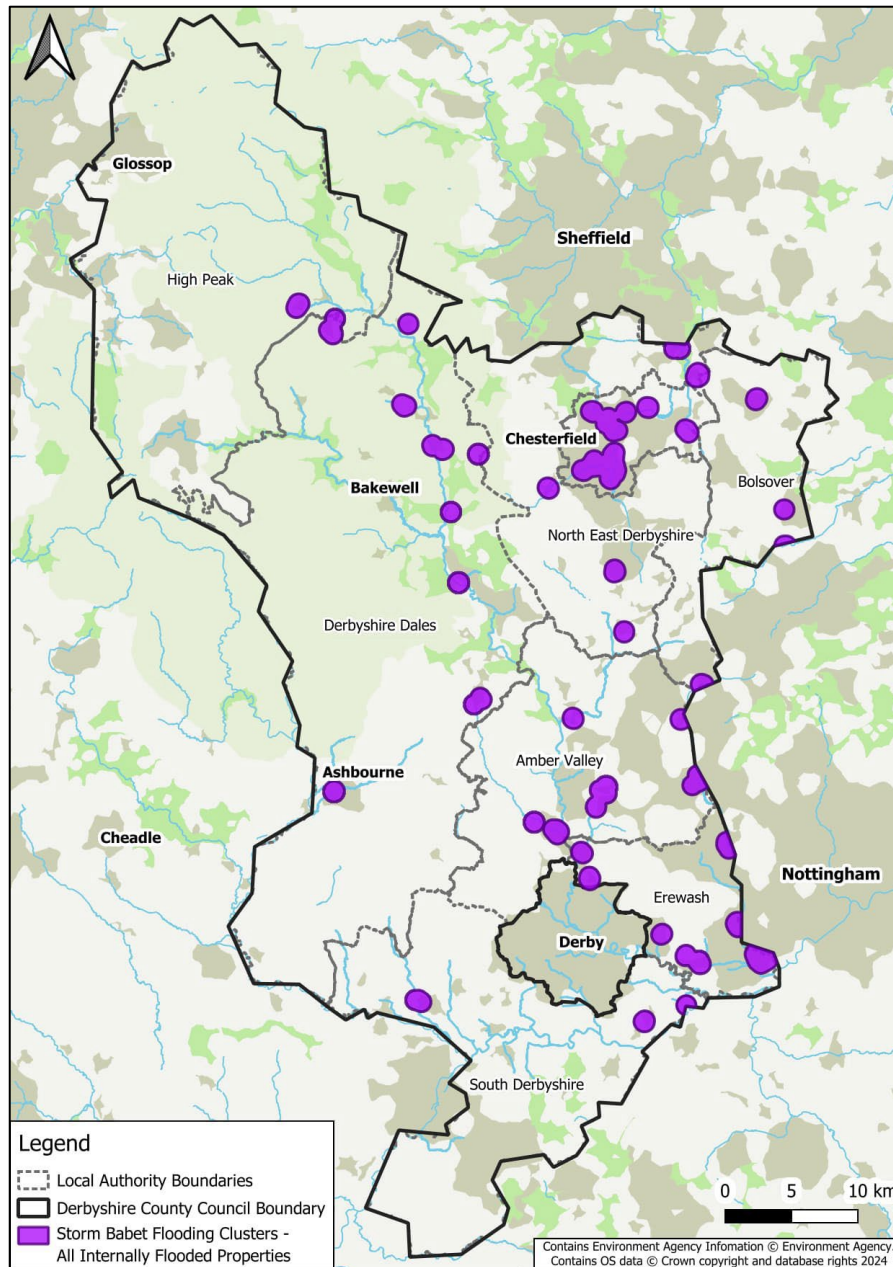 Glossop
Sheffield
High Peak
Chesterfield
Bolsover
Bakewell
North East Derbyshire
Derbyshire Dales
Amber Valley
Ashbourne
Cheadle
Nottingham
Erewash
Derby
South Derbyshire
Legend
Local Authority Boundaries
Derbyshire County Council Boundary
Storm Babet Flooding Clusters -
All Internally Flooded Properties
0 5 10 km
Contains Environment Agency Infomation © Environment Agency.
Contains OS data © Crown copyright and database rights 2024.